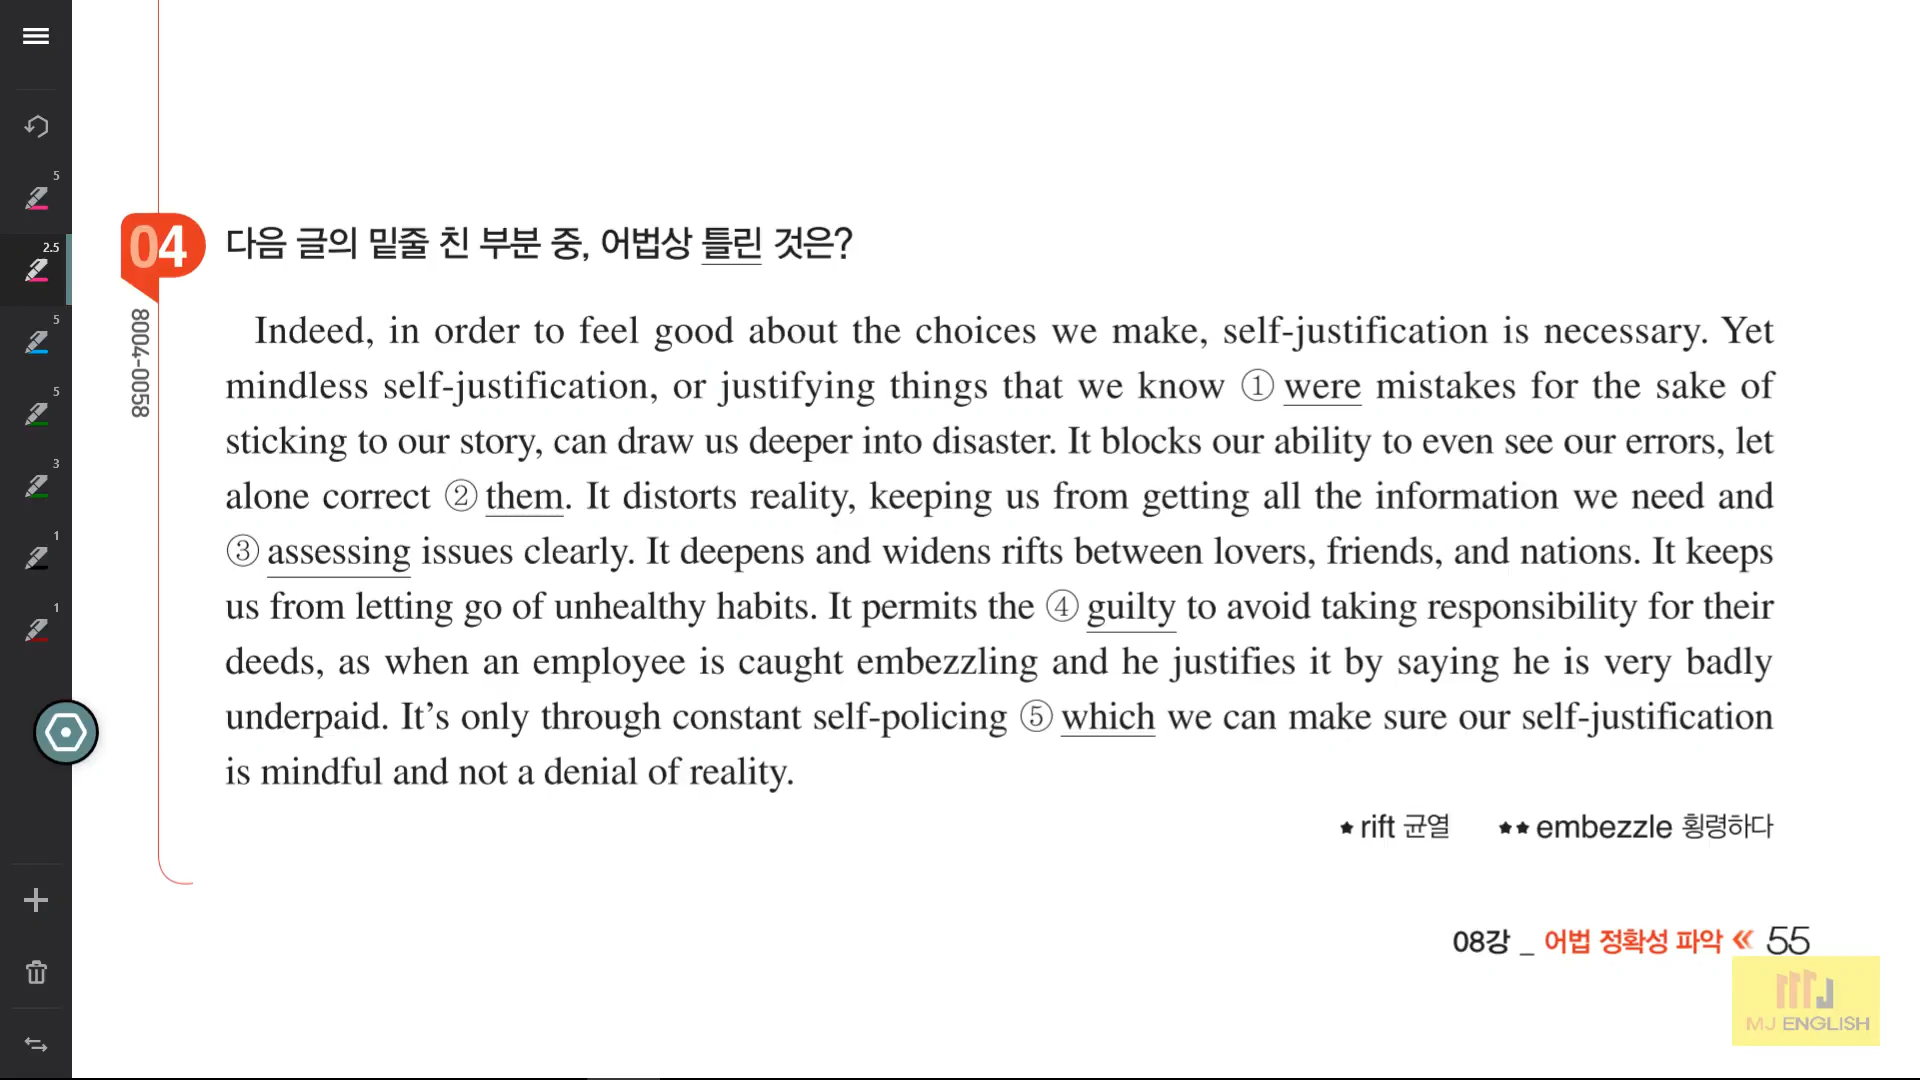 5
2.5
5
5
3
1
1
04 다음 글의 밑줄 친 부분 중, 어법상 틀린 것은?
8004-0058
Indeed, in order to feel good about the choices we make, self-justification is necessary. Yet
mindless self-justification, or justifying things that we know ① were mistakes for the sake of
sticking to our story, can draw us deeper into disaster. It blocks our ability to even see our errors, let
alone correct ② them. It distorts reality, keeping us from getting all the information we need and
③ assessing issues clearly. It deepens and widens rifts between lovers, friends, and nations. It keeps
us from letting go of unhealthy habits. It permits the ④ guilty to avoid taking responsibility for their
deeds, as when an employee is caught embezzling and he justifies it by saying he is very badly
underpaid. It’s only through constant self-policing ⑤ which we can make sure our self-justification
is mindful and not a denial of reality.
★ rift 균열 ★★ embezzle 횡령하다
08강 _ 어법 정확성 파악 « 55
MJ ENGLISH